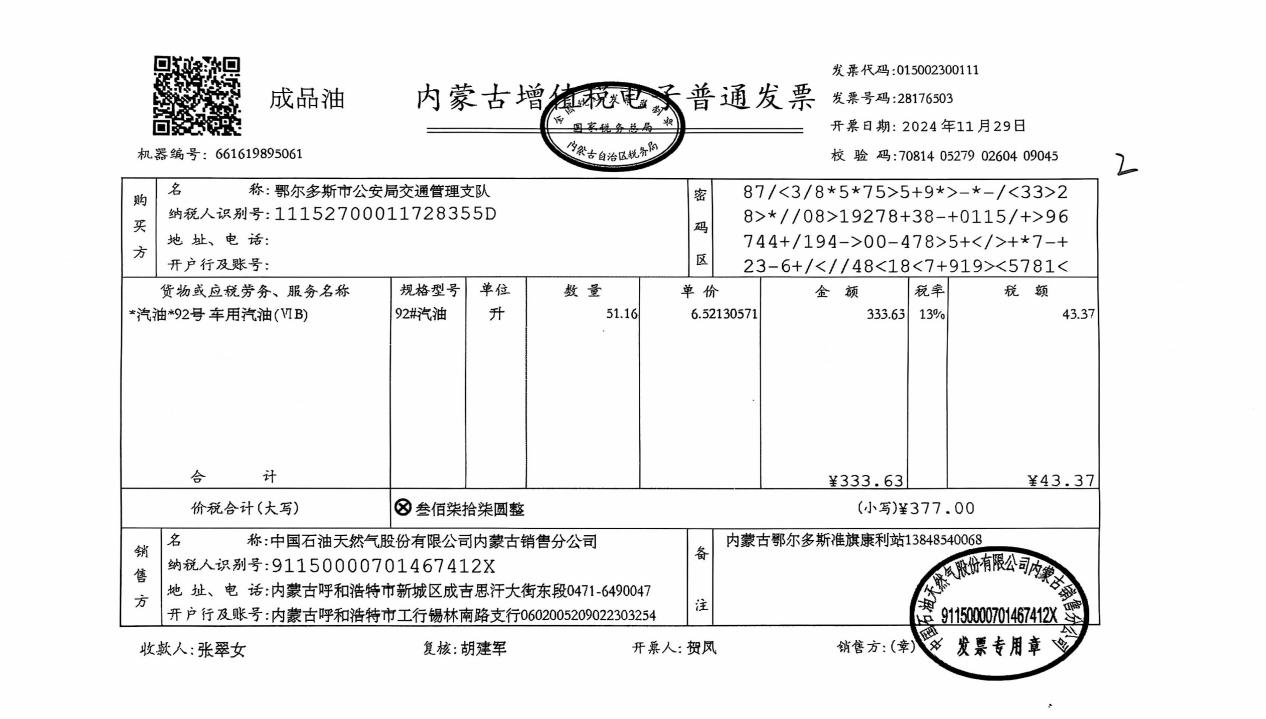 成品油
内蒙古增值税电子普通发票
国家税务总局
内蒙古自治区税务局
发票代码:015002300111
发票号码:28176503
开票日期: 2024年11月29日
校 验 码:70814 05279 02604 09045
机器编号: 661619895061
2
购买方
名 称:鄂尔多斯市公安局交通管理支队
纳税人识别号:11152700011728355D
地 址、电 话:
开户行及账号:
密码区
87/<3/8*5*75>5+9*>-*-/<33>2
8>*//08>19278+38-+0115/+>96
744+/194->00-478>5+</>+*7-+
23-6+/<//48<18<7+919><5781<
货物或应税劳务、服务名称 规格型号 单位 数 量 单 价 金 额 税率 税 额
*汽油*92号 车用汽油(ⅥB) 92#汽油 升 51.16 6.52130571 333.63 13% 43.37
合 计 ¥333.63 ¥43.37
价税合计(大写) ⊗叁佰柒拾柒圆整 (小写)¥377.00
销售方
名 称:中国石油天然气股份有限公司内蒙古销售分公司
纳税人识别号:91150000701467412X
地 址、电 话:内蒙古呼和浩特市新城区成吉思汗大街东段0471-6490047
开户行及账号:内蒙古呼和浩特市工行锡林南路支行0602005209022303254
备注
内蒙古鄂尔多斯准旗康利站13848540068
中国石油天然气股份有限公司内蒙古销售分公司
91150000701467412X
发票专用章
收款人:张翠女 复核:胡建军 开票人:贺凤 销售方:(章)